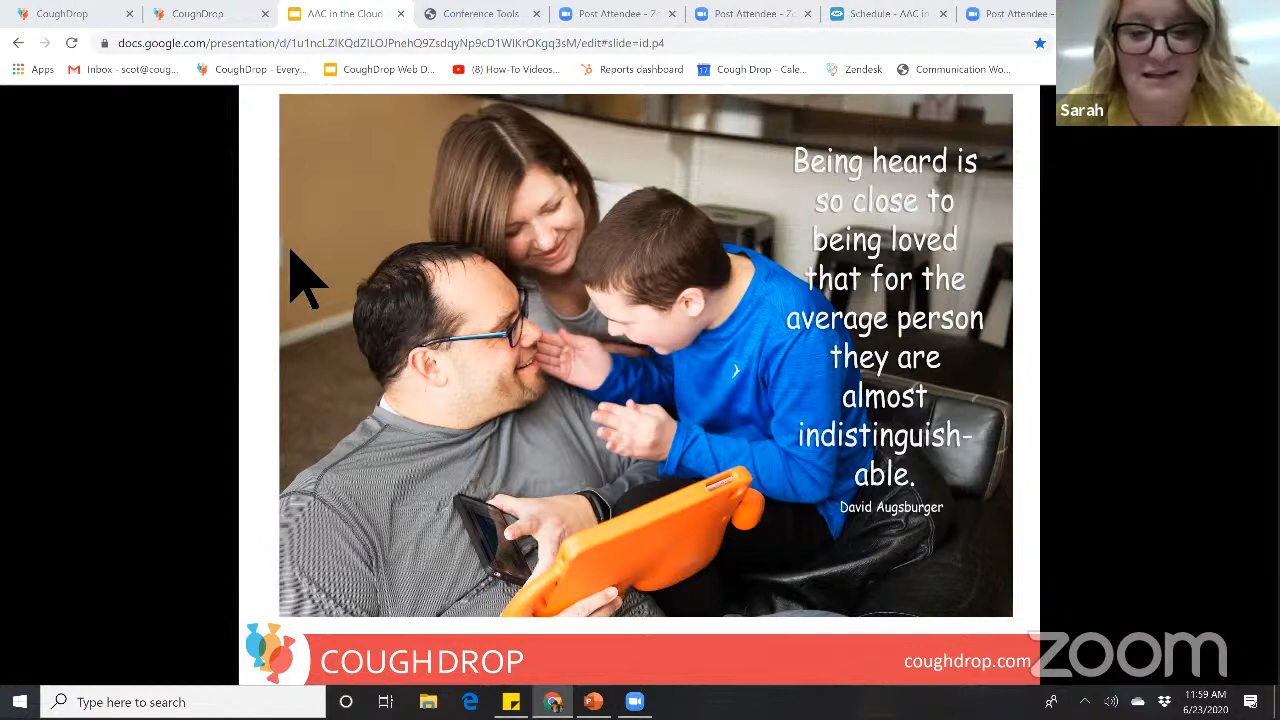 CoughDrop
CoughDrop
AAC in the Cloud
Conference Tools
Post Attendee - Zo
Post Attendee - Zo
Schedule - AAC in
Post Attendee -
docs.google.com/presentation/d/
/edit#slide=id.p4
Apps
Inbox - sent@coug...
CoughDrop - Every...
CoughDrop Web D...
(8) How-To Videos...
Reports dashboard
Cough Drop - Cale...
Zendesk
Communication Wo...
Sarah
Being heard is
so close to
being loved
that for the
average person
they are
almost
indistinguish-
able.
David Augsburger
COUGHDROP
coughdrop.com
zoom
Type here to search
11:59 AM
6/23/2020